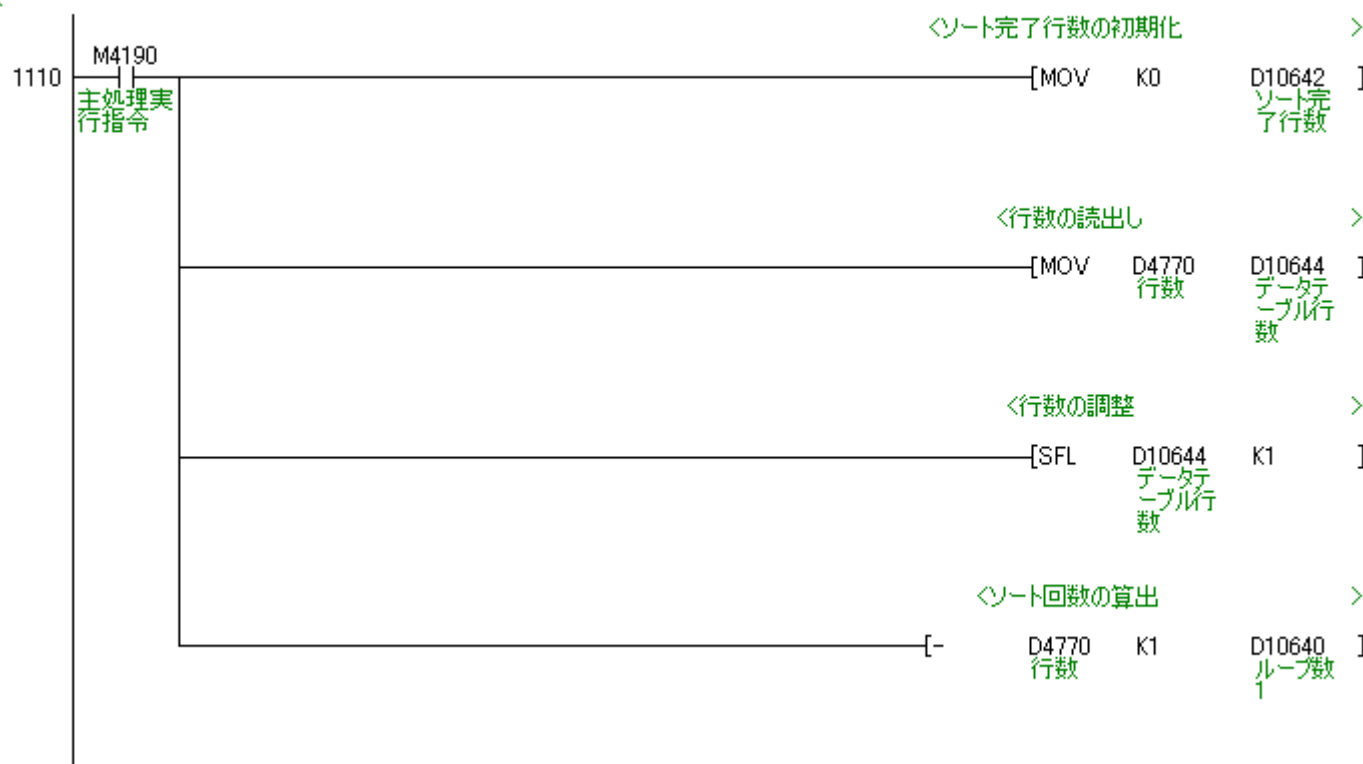 <ソート完了行数の初期化 >
M4190
1110 [MOV K0 D10642 ]
主処理実
行指令
ソート完
了行数
<行数の読出し >
[MOV D4770 D10644 ]
行数
データテ
ーブル行
数
<行数の調整 >
[SFL D10644 K1 ]
データテ
ーブル行
数
<ソート回数の算出 >
[- D4770 K1 D10640 ]
行数
ループ数
1